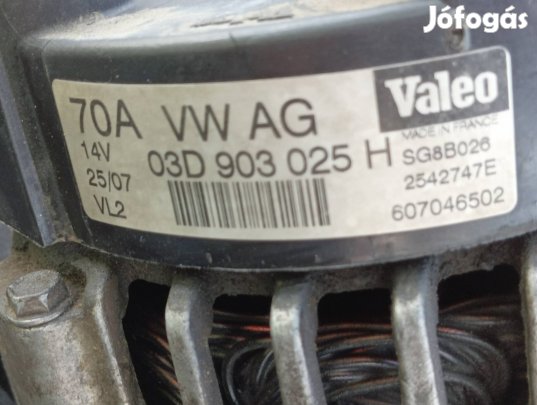 Jófogás
70A VW AG
14V 03D 903 025 H
25/07
VL2
Valeo
MADE IN FRANCE
SG8B026
2542747E
607046502